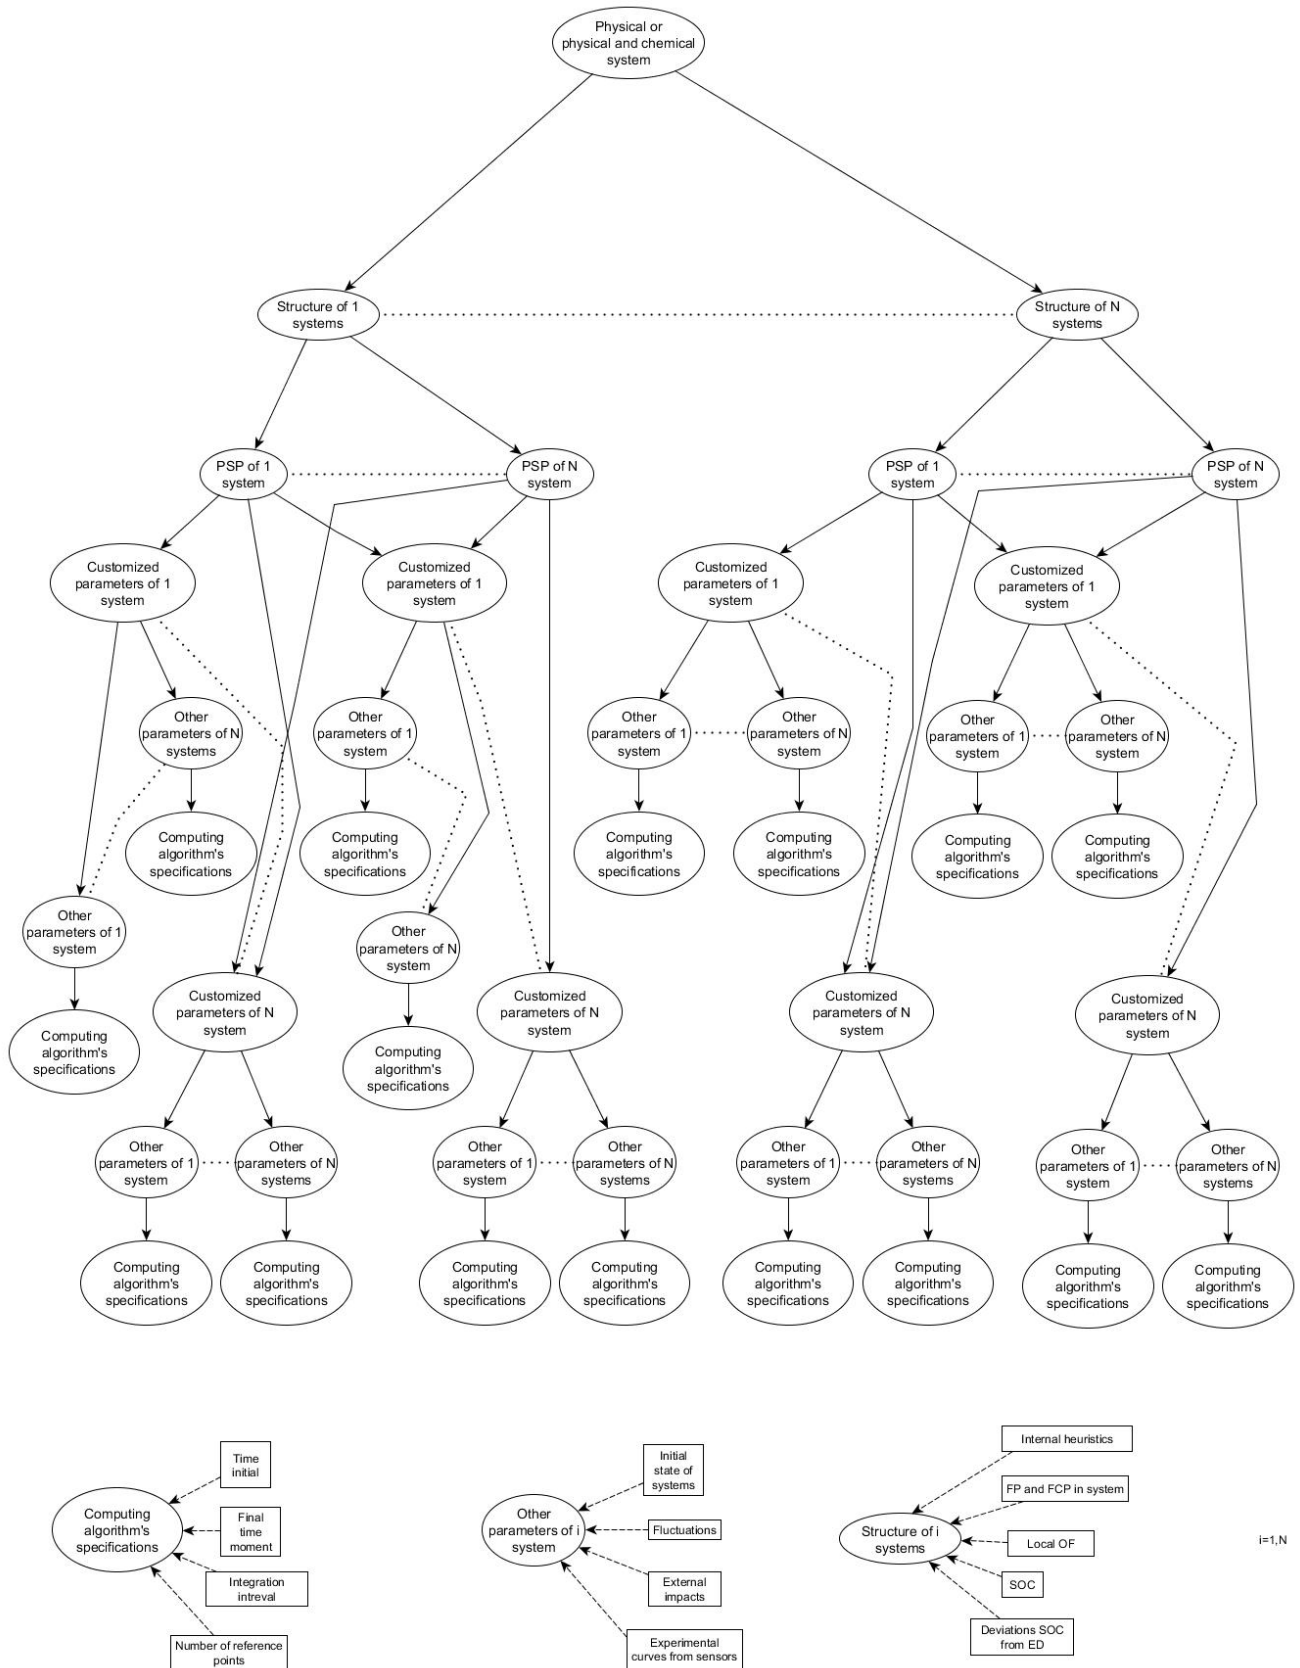 Physical or
physical and chemical
system
Structure of 1
systems
Structure of N
systems
PSP of 1
system
PSP of N
system
PSP of 1
system
PSP of N
system
Customized
parameters of 1
system
Customized
parameters of 1
system
Customized
parameters of 1
system
Customized
parameters of 1
system
Other
parameters of N
systems
Other
parameters of 1
system
Other
parameters of 1
system
Other
parameters of N
system
Other
parameters of 1
system
Other
parameters of N
system
Computing
algorithm's
specifications
Computing
algorithm's
specifications
Computing
algorithm's
specifications
Computing
algorithm's
specifications
Computing
algorithm's
specifications
Computing
algorithm's
specifications
Other
parameters of 1
system
Other
parameters of N
system
Customized
parameters of N
system
Customized
parameters of N
system
Customized
parameters of N
system
Customized
parameters of N
system
Computing
algorithm's
specifications
Computing
algorithm's
specifications
Other
parameters of 1
system
Other
parameters of N
systems
Other
parameters of 1
system
Other
parameters of N
systems
Other
parameters of 1
system
Other
parameters of N
systems
Other
parameters of 1
system
Other
parameters of N
systems
Computing
algorithm's
specifications
Computing
algorithm's
specifications
Computing
algorithm's
specifications
Computing
algorithm's
specifications
Computing
algorithm's
specifications
Computing
algorithm's
specifications
Computing
algorithm's
specifications
Computing
algorithm's
specifications
Computing
algorithm's
specifications
Time
initial
Final
time
moment
Integration
intreval
Number of reference
points
Other
parameters of i
system
Initial
state of
systems
Fluctuations
External
impacts
Experimental
curves from sensors
Structure of i
systems
Internal heuristics
FP and FCP in system
Local OF
SOC
Deviations SOC
from ED
i=1,N